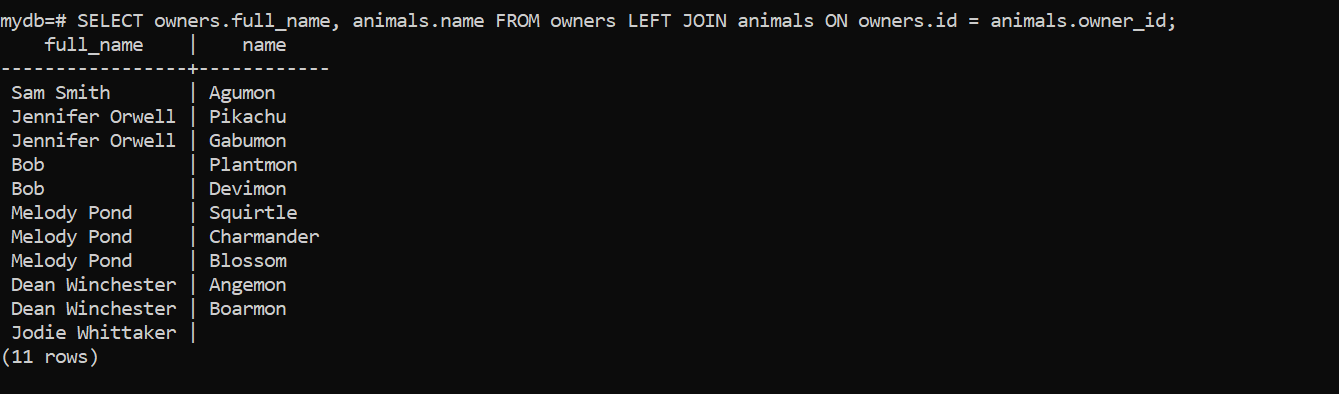 mydb=# SELECT owners.full_name, animals.name FROM owners LEFT JOIN animals ON owners.id = animals.owner_id;
    full_name    |    name
-----------------+------------
 Sam Smith       | Agumon
 Jennifer Orwell | Pikachu
 Jennifer Orwell | Gabumon
 Bob             | Plantmon
 Bob             | Devimon
 Melody Pond     | Squirtle
 Melody Pond     | Charmander
 Melody Pond     | Blossom
 Dean Winchester | Angemon
 Dean Winchester | Boarmon
 Jodie Whittaker |
(11 rows)